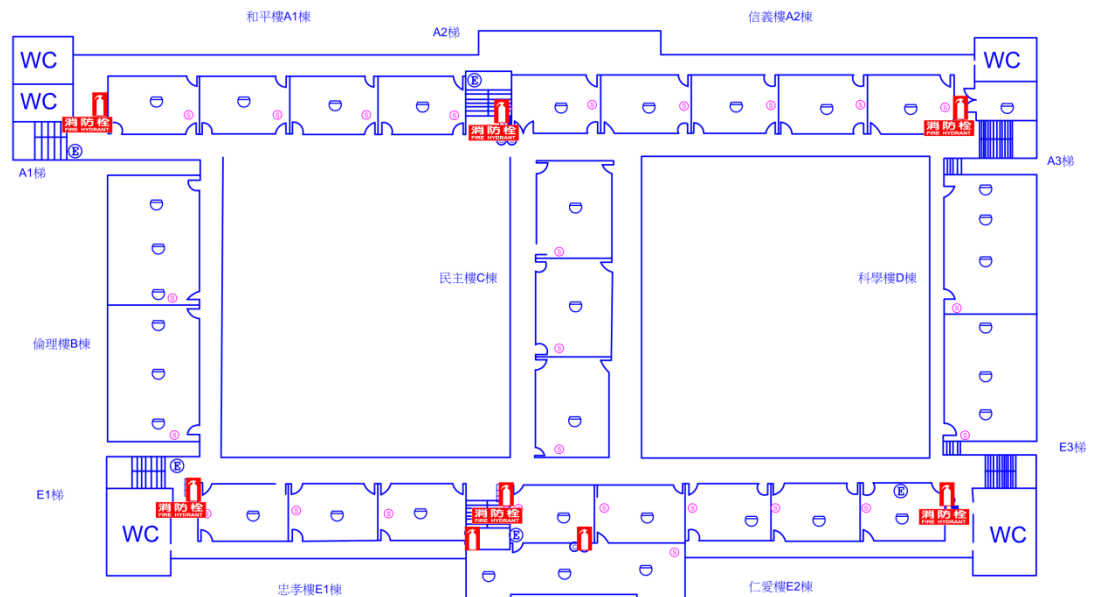 和平樓A1棟
信義樓A2棟
A2梯
WC
WC
WC
E
消防栓
FIRE HYDRANT
消防栓
FIRE HYDRANT
消防栓
FIRE HYDRANT
S
S
S
S
S
S
S
S
S
E
A1梯
A3梯
S
民主樓C棟
科學樓D棟
S
S
倫理樓B棟
S
S
S
S
E3梯
E
E1梯
E
消防栓
FIRE HYDRANT
消防栓
FIRE HYDRANT
消防栓
FIRE HYDRANT
S
S
S
S
S
S
S
S
WC
E
WC
S
忠孝樓E1棟
仁愛樓E2棟